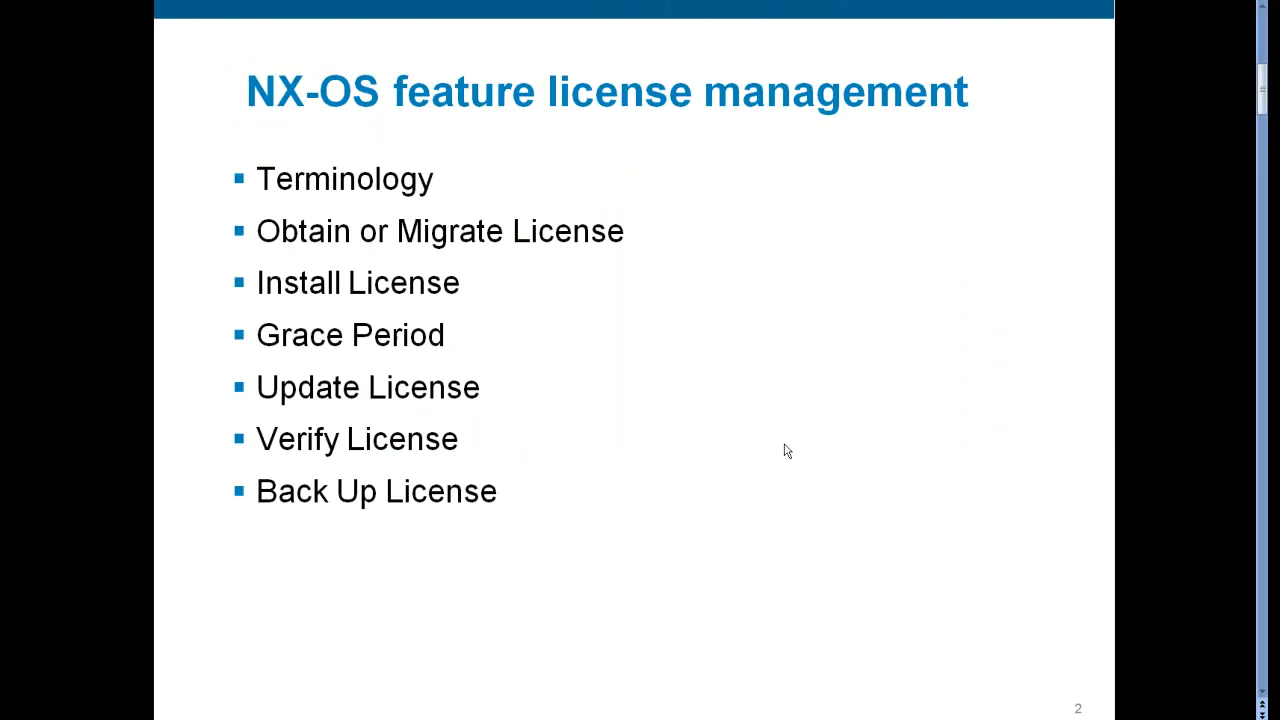 NX-OS feature license management
▪ Terminology
▪ Obtain or Migrate License
▪ Install License
▪ Grace Period
▪ Update License
▪ Verify License
▪ Back Up License
2